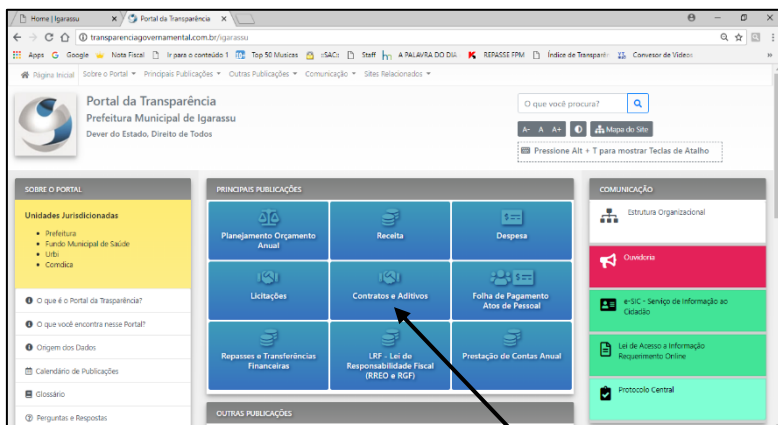 Home | Igarassu
Portal da Transparência
transparenciagovernamental.com.br/igarassu
Apps
Google
Nota Fiscal
Ir para o conteúdo 1
Top 50 Musicas
::SAC::
Staff
A PALAVRA DO DIA
REPASSE FPM
Índice de Transparên
Conversor de Vídeos
Página Inicial
Sobre o Portal
Principais Publicações
Outras Publicações
Comunicação
Sites Relacionados
Portal da Transparência
Prefeitura Municipal de Igarassu
Dever do Estado, Direito de Todos
O que você procura?
A- A A+
Mapa do Site
Pressione Alt + T para mostrar Teclas de Atalho
SOBRE O PORTAL
Unidades Jurisdicionadas
Prefeitura
Fundo Municipal de Saúde
Urbi
Comdica
O que é o Portal da Trasparência?
O que você encontra nesse Portal?
Origem dos Dados
Calendário de Publicações
Glossário
Perguntas e Respostas
PRINCIPAIS PUBLICAÇÕES
Planejamento Orçamento
Anual
Receita
Despesa
Licitações
Contratos e Aditivos
Folha de Pagamento
Atos de Pessoal
Repasses e Transferências
Financeiras
LRF - Lei de
Responsabilidade Fiscal
(RREO e RGF)
Prestação de Contas Anual
OUTRAS PUBLICAÇÕES
COMUNICAÇÃO
Estrutura Organizacional
Ouvidoria
e-SIC - Serviço de Informação ao
Cidadão
Lei de Acesso a Informação
Requerimento Online
Protocolo Central